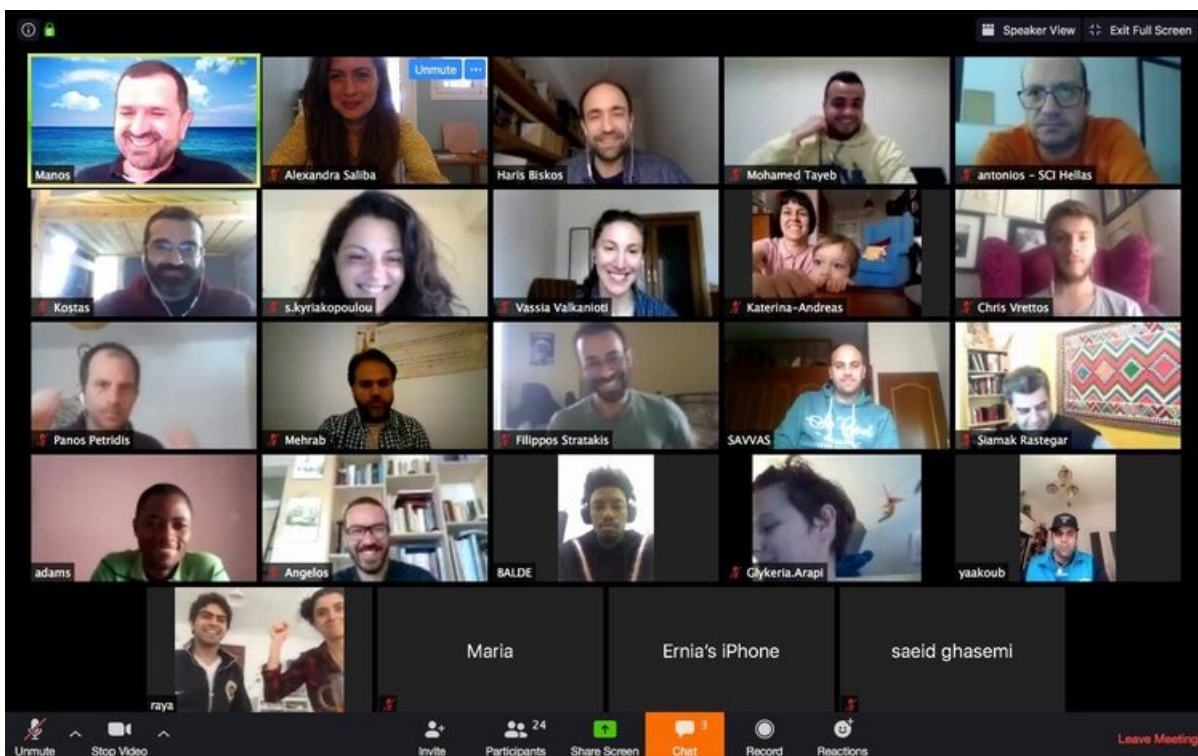 Speaker View
Exit Full Screen
Unmute
Manos
Alexandra Saliba
Haris Biskos
Mohamed Tayeb
antonios - SCI Hellas
Kostas
s.kyriakopoulou
Vassia Valkanioti
Katerina-Andreas
Chris Vrettos
Panos Petridis
Mehrab
Filippos Stratakis
SAVVAS
Siamak Rastegar
adams
Angelos
BALDE
Glykeria.Arapi
yaakoub
raya
Maria
Ernia's iPhone
saeid ghasemi
Unmute
Stop Video
Invite
Participants 24
Share Screen
Chat 3
Record
Reactions
Leave Meeting